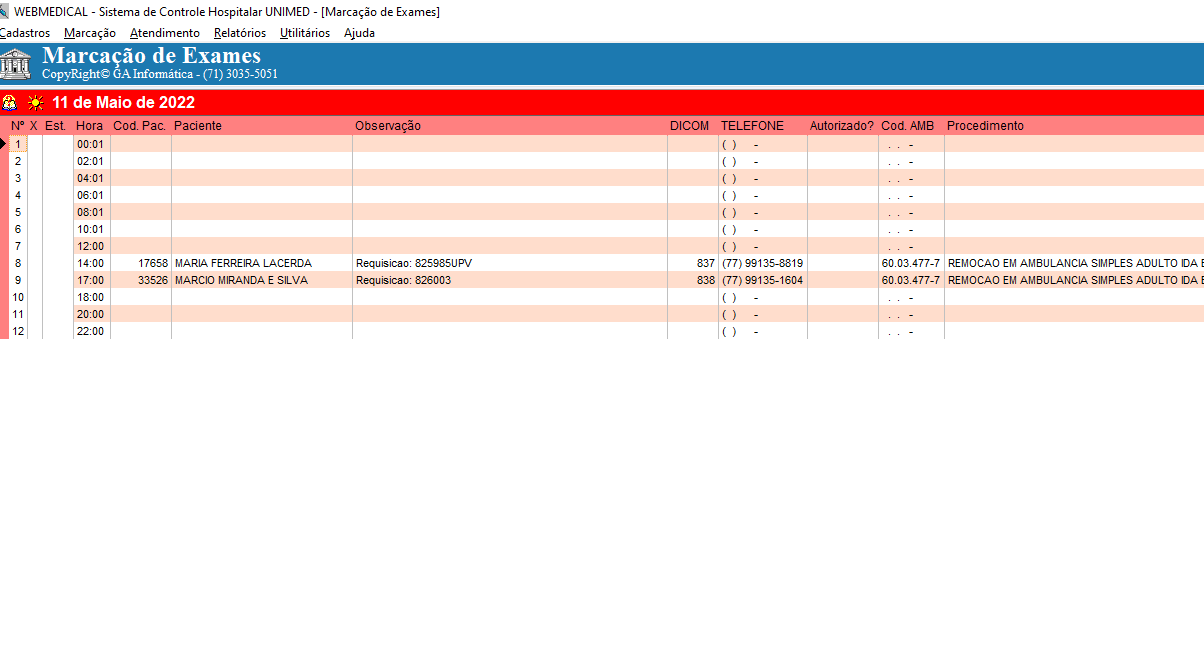 WEBMEDICAL - Sistema de Controle Hospitalar UNIMED - [Marcação de Exames]
Cadastros Marcação Atendimento Relatórios Utilitários Ajuda
Marcação de Exames
CopyRight© GA Informática - (71) 3035-5051
11 de Maio de 2022
Nº X Est. Hora Cod. Pac. Paciente Observação DICOM TELEFONE Autorizado? Cod. AMB Procedimento
1 00:01 ( ) - . . -
2 02:01 ( ) - . . -
3 04:01 ( ) - . . -
4 06:01 ( ) - . . -
5 08:01 ( ) - . . -
6 10:01 ( ) - . . -
7 12:00 ( ) - . . -
8 14:00 17658 MARIA FERREIRA LACERDA Requisicao: 825985UPV 837 (77) 99135-8819 60.03.477-7 REMOCAO EM AMBULANCIA SIMPLES ADULTO IDA E
9 17:00 33526 MARCIO MIRANDA E SILVA Requisicao: 826003 838 (77) 99135-1604 60.03.477-7 REMOCAO EM AMBULANCIA SIMPLES ADULTO IDA E
10 18:00 ( ) - . . -
11 20:00 ( ) - . . -
12 22:00 ( ) - . . -